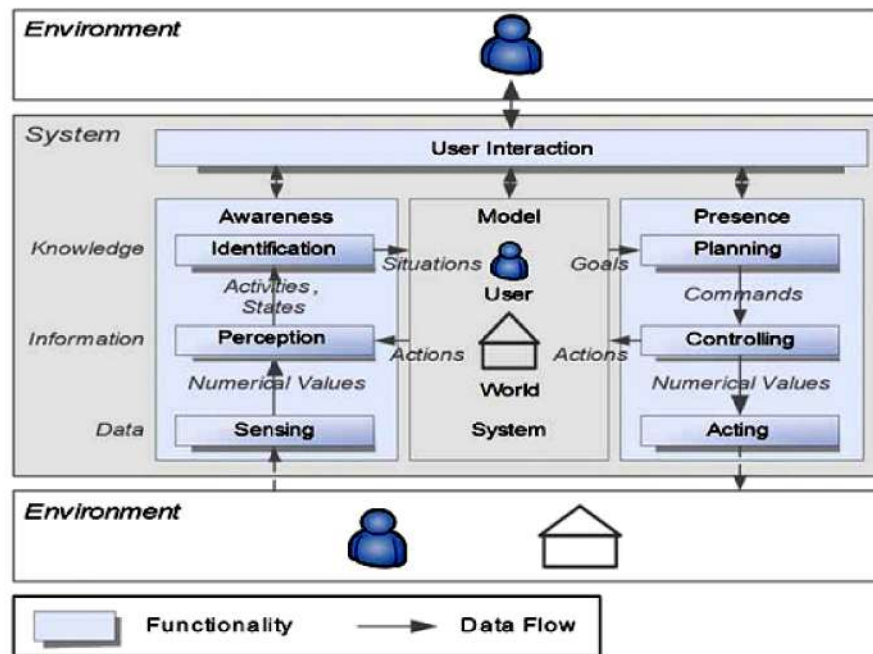 Environment
System
User Interaction
Awareness Model Presence
Knowledge Identification Situations Goals Planning
Activities, States User Commands
Information Perception Actions Actions Controlling
Numerical Values World Numerical Values
Data Sensing System Acting
Environment
Functionality Data Flow